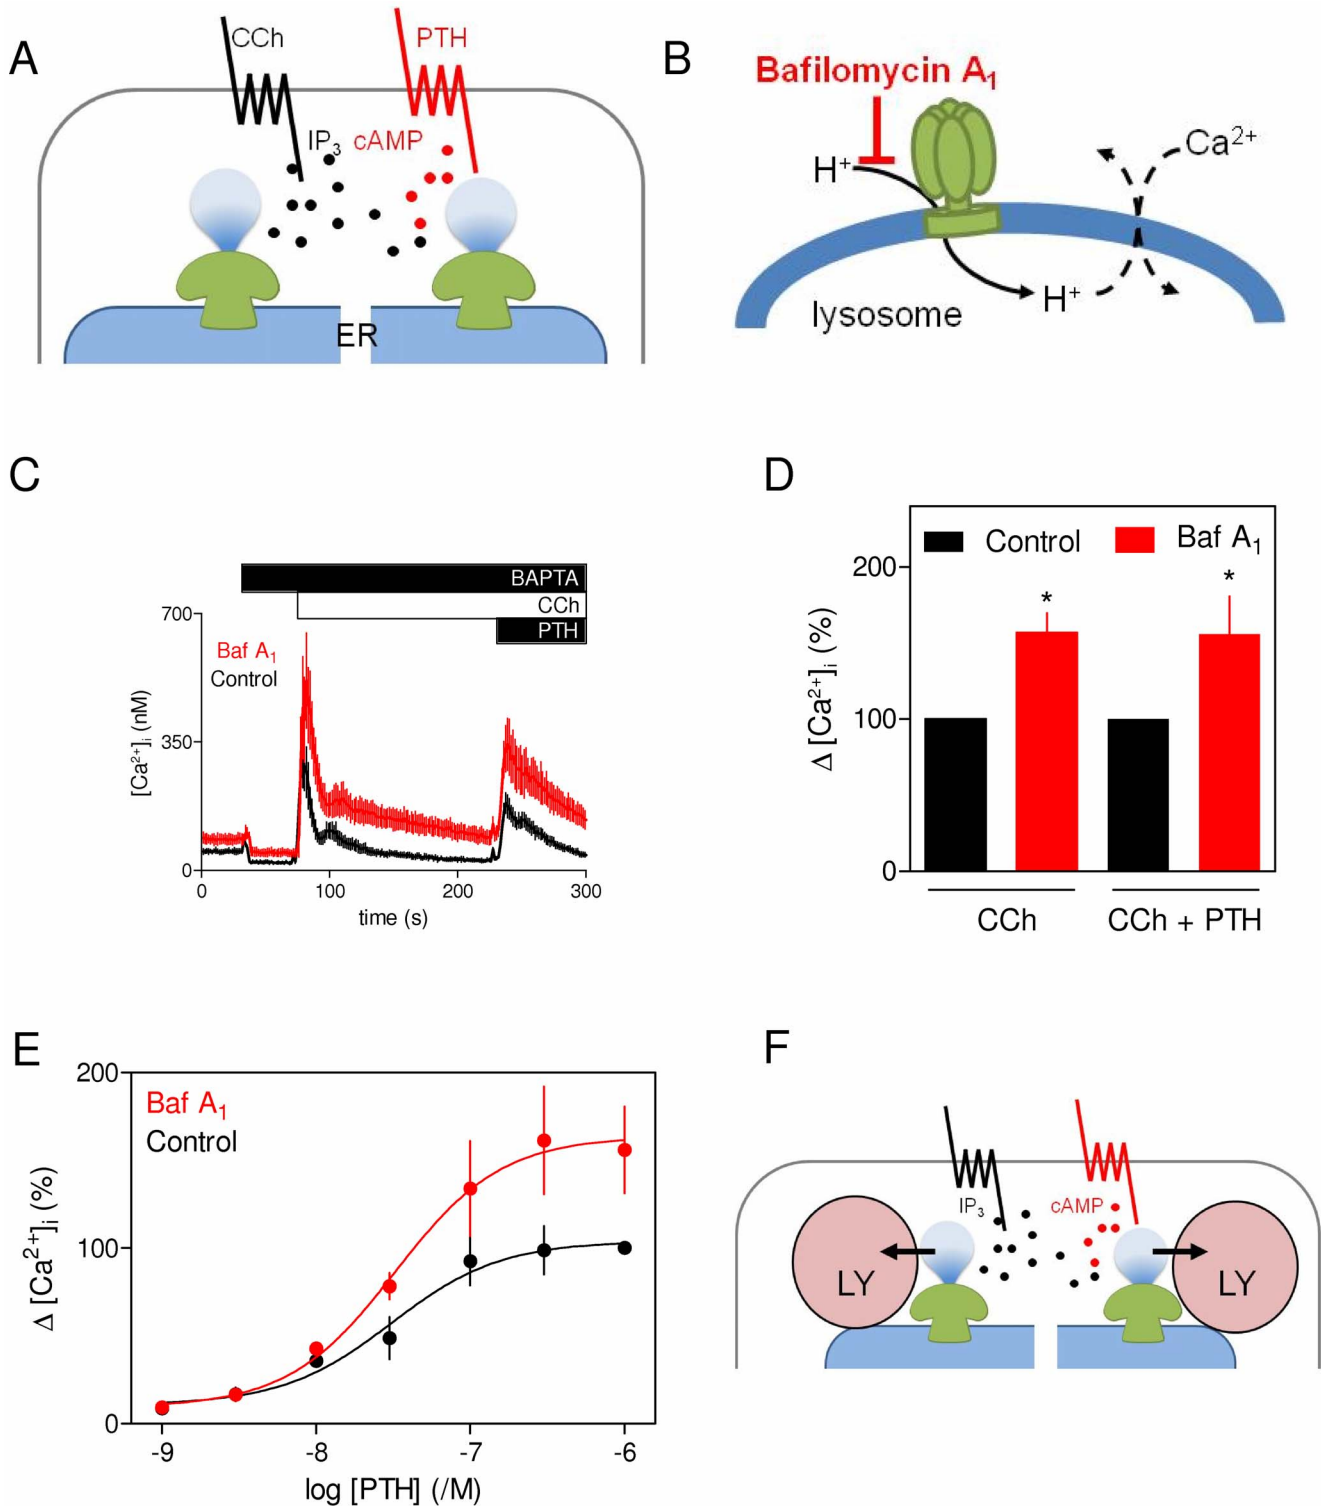 A
CCh
PTH
IP3
cAMP
ER
B
Bafilomycin A1
H+
Ca2+
H+
lysosome
C
BAPTA
CCh
PTH
700
350
0
[Ca2+]i (nM)
Baf A1
Control
0 100 200 300
time (s)
D
Control Baf A1
200
100
0
Δ [Ca2+]i (%)
* *
CCh CCh + PTH
E
200
100
0
Δ [Ca2+]i (%)
Baf A1
Control
-9 -8 -7 -6
log [PTH] (/M)
F
IP3
cAMP
LY LY